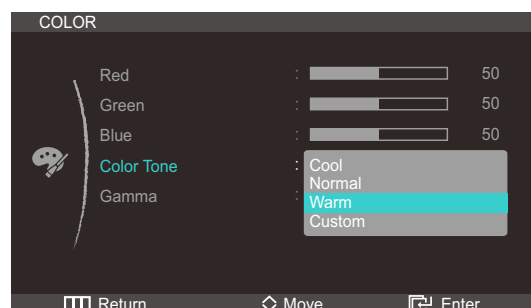 COLOR
Red : 50
Green : 50
Blue : 50
Color Tone : Cool
Normal
Gamma : Warm
Custom
Return Move Enter